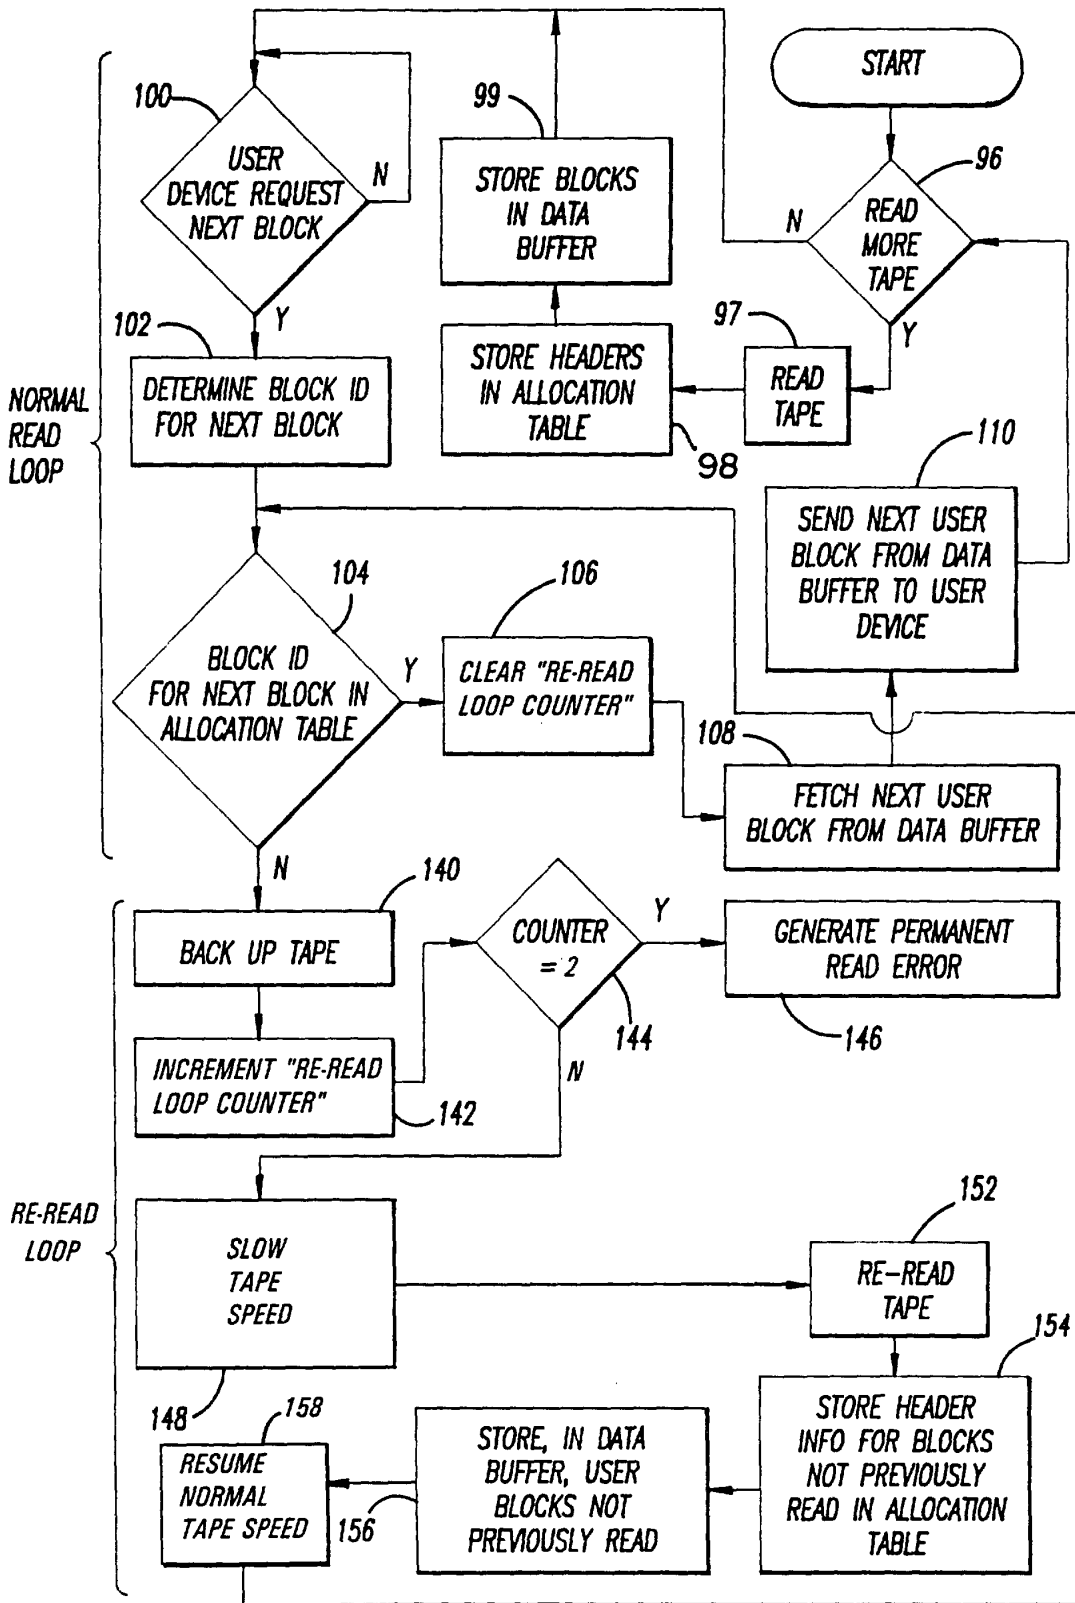 START
100
99
96
USER
DEVICE REQUEST
NEXT BLOCK
N
STORE BLOCKS
IN DATA
BUFFER
N
READ
MORE
TAPE
Y
Y
102
97
DETERMINE BLOCK ID
FOR NEXT BLOCK
STORE HEADERS
IN ALLOCATION
TABLE
READ
TAPE
98
NORMAL
READ
LOOP
110
SEND NEXT USER
BLOCK FROM DATA
BUFFER TO USER
DEVICE
104
106
BLOCK ID
FOR NEXT BLOCK IN
ALLOCATION TABLE
Y
CLEAR "RE-READ
LOOP COUNTER"
108
FETCH NEXT USER
BLOCK FROM DATA BUFFER
N
140
BACK UP TAPE
COUNTER
= 2
Y
GENERATE PERMANENT
READ ERROR
144
146
N
INCREMENT "RE-READ
LOOP COUNTER"
142
RE-READ
LOOP
SLOW
TAPE
SPEED
148
152
RE-READ
TAPE
154
STORE HEADER
INFO FOR BLOCKS
NOT PREVIOUSLY
READ IN ALLOCATION
TABLE
STORE, IN DATA
BUFFER, USER
BLOCKS NOT
PREVIOUSLY READ
156
158
RESUME
NORMAL
TAPE SPEED